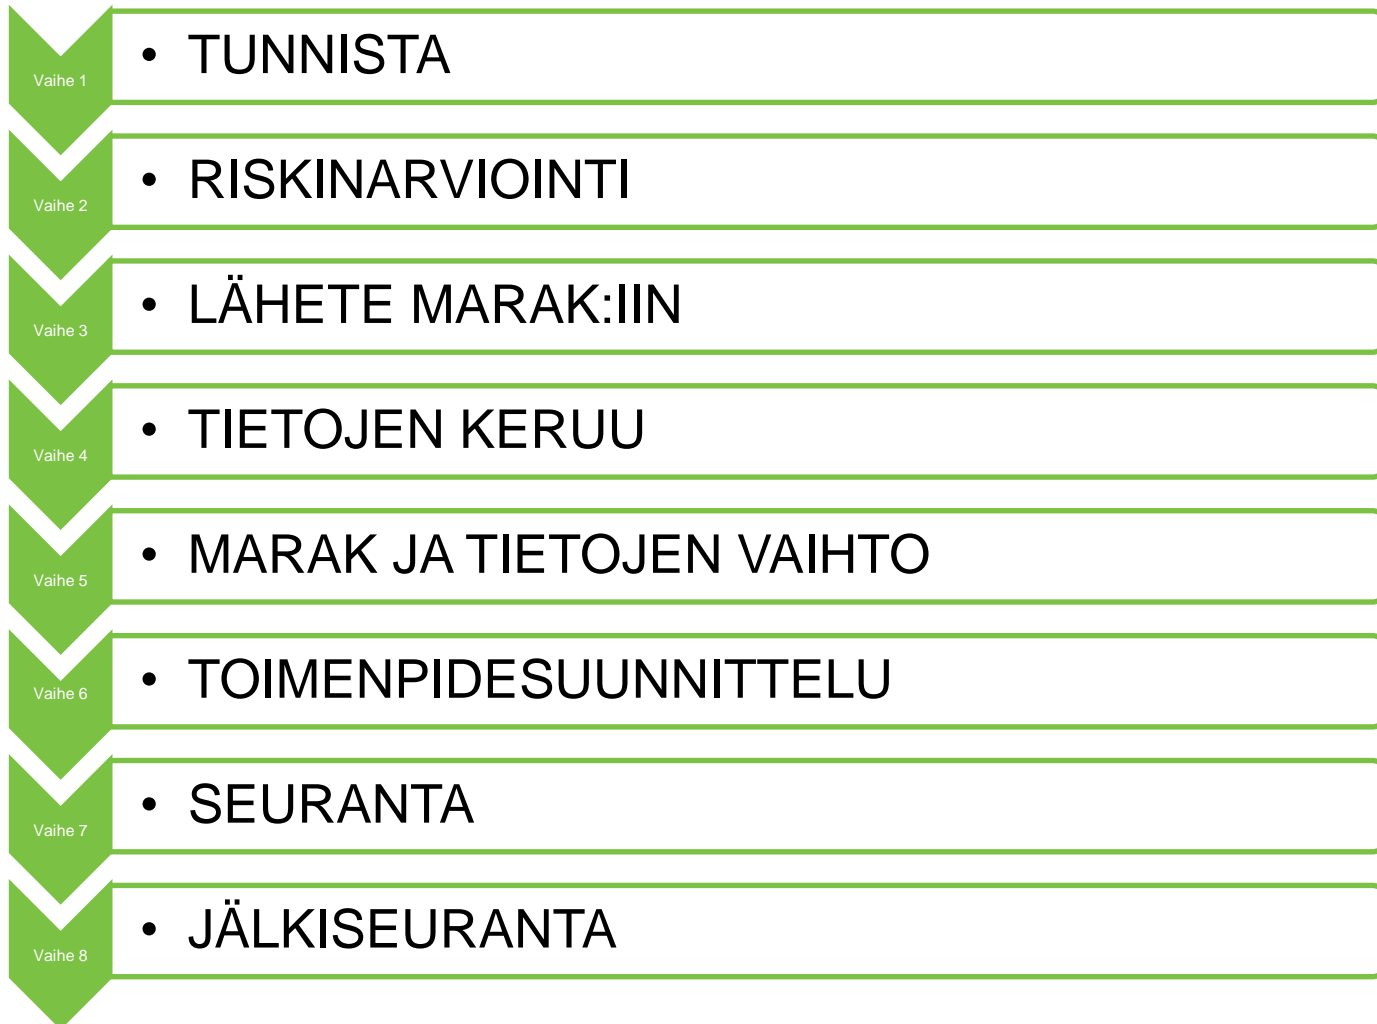 Vaihe 1
• TUNNISTA
Vaihe 2
• RISKINARVIOINTI
Vaihe 3
• LÄHETE MARAK:IIN
Vaihe 4
• TIETOJEN KERUU
Vaihe 5
• MARAK JA TIETOJEN VAIHTO
Vaihe 6
• TOIMENPIDESUUNNITTELU
Vaihe 7
• SEURANTA
Vaihe 8
• JÄLKISEURANTA